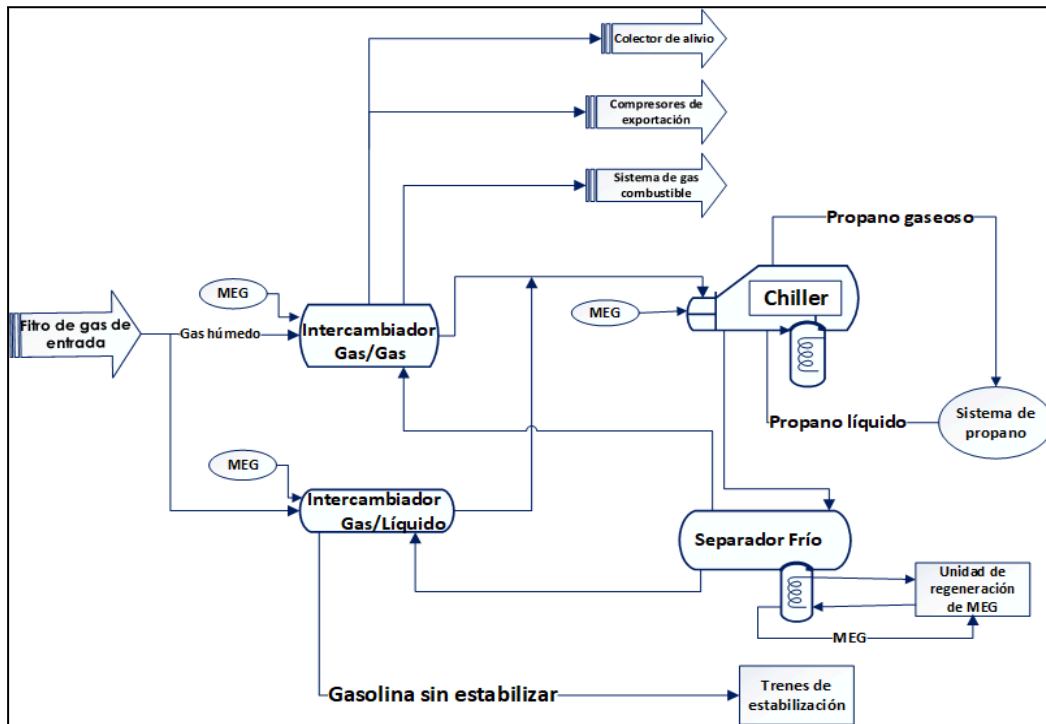 Colector de alivio
Compresores de
exportación
Sistema de gas
combustible
Propano gaseoso
MEG
Chiller
MEG
Fitro de gas de
entrada
Gas húmedo
Intercambiador
Gas/Gas
Propano líquido
Sistema de
propano
MEG
Intercambiador
Gas/Líquido
Separador Frío
Unidad de
regeneración
de MEG
MEG
Gasolina sin estabilizar
Trenes de
estabilización